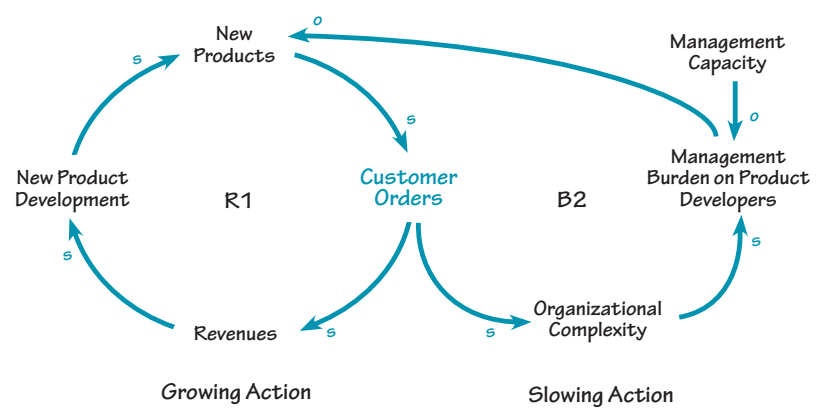 o
New
Products
Management
Capacity
s
s
o
New Product
Development
R1
Customer
Orders
B2
Management
Burden on Product
Developers
s
s
Revenues
s
s
Organizational
Complexity
s
Growing Action
Slowing Action